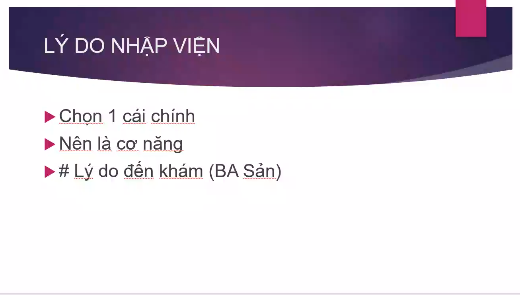 LÝ DO NHẬP VIỆN
Chọn 1 cái chính
Nên là cơ năng
# Lý do đến khám (BA Sản)